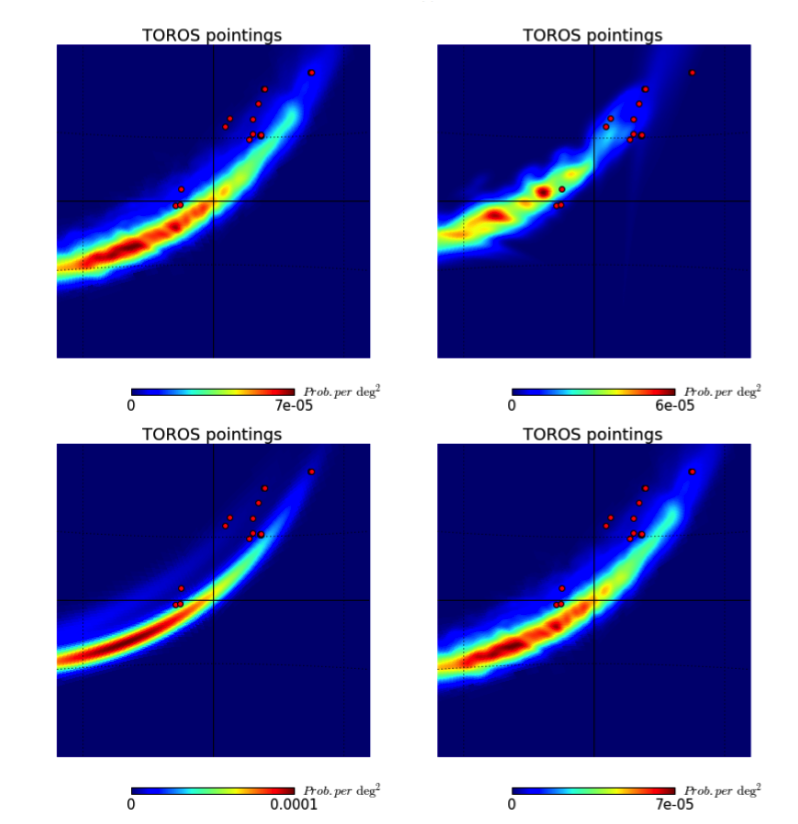 TOROS pointings
TOROS pointings
0 7e-05 Prob. per deg²
0 6e-05 Prob. per deg²
TOROS pointings
TOROS pointings
0 0.0001 Prob. per deg²
0 7e-05 Prob. per deg²